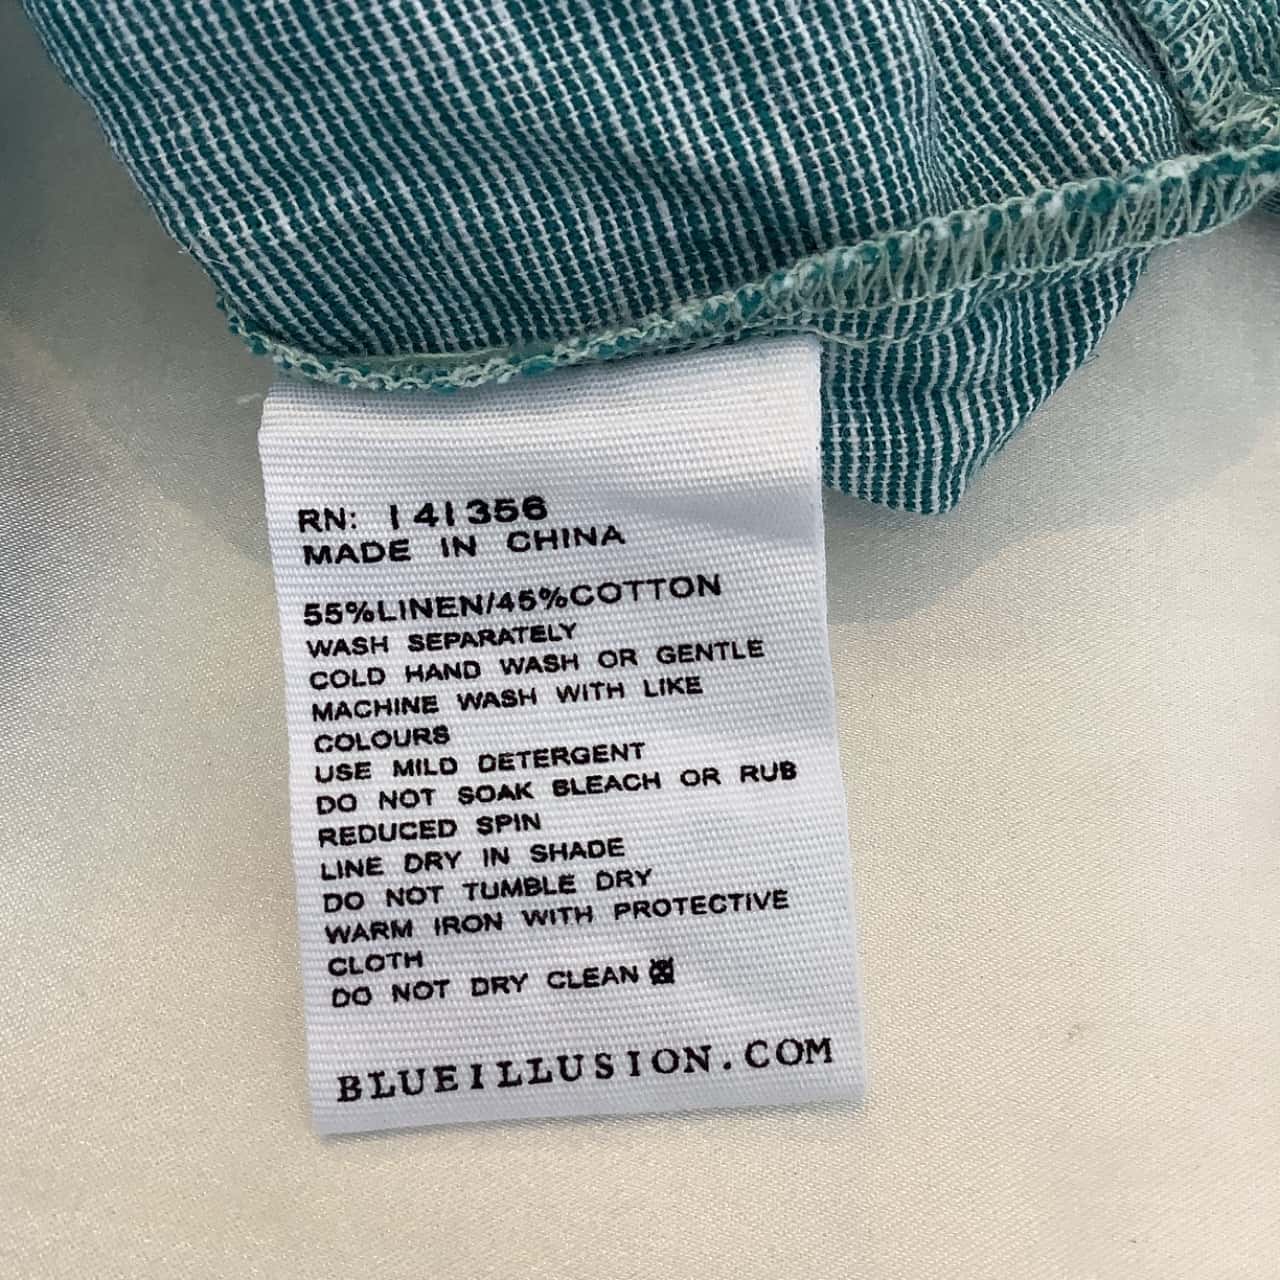 RN: 141356
MADE IN CHINA
55%LINEN/45%COTTON
WASH SEPARATELY
COLD HAND WASH OR GENTLE
MACHINE WASH WITH LIKE
COLOURS
USE MILD DETERGENT
DO NOT SOAK BLEACH OR RUB
REDUCED SPIN
LINE DRY IN SHADE
DO NOT TUMBLE DRY
WARM IRON WITH PROTECTIVE
CLOTH
DO NOT DRY CLEAN
BLUEILLUSION.COM